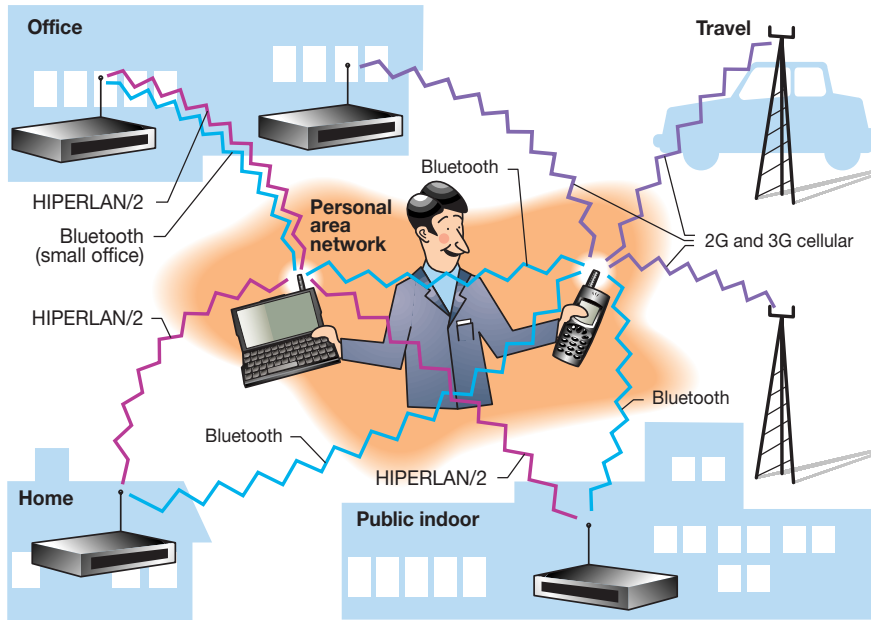 Office
Travel
Bluetooth
HIPERLAN/2
Personal
area
network
Bluetooth
(small office)
2G and 3G cellular
HIPERLAN/2
Bluetooth
Bluetooth
HIPERLAN/2
Home
Public indoor